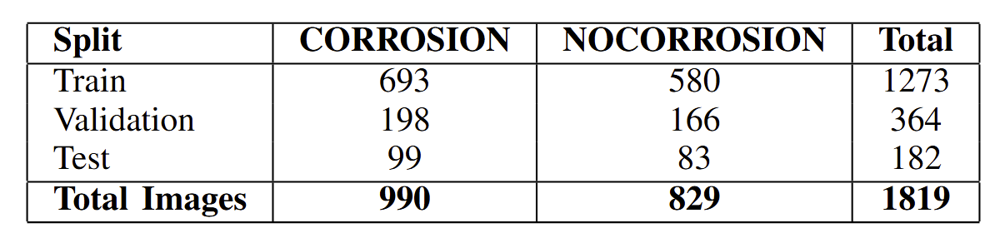 Split CORROSION NOCORROSION Total
Train 693 580 1273
Validation 198 166 364
Test 99 83 182
Total Images 990 829 1819